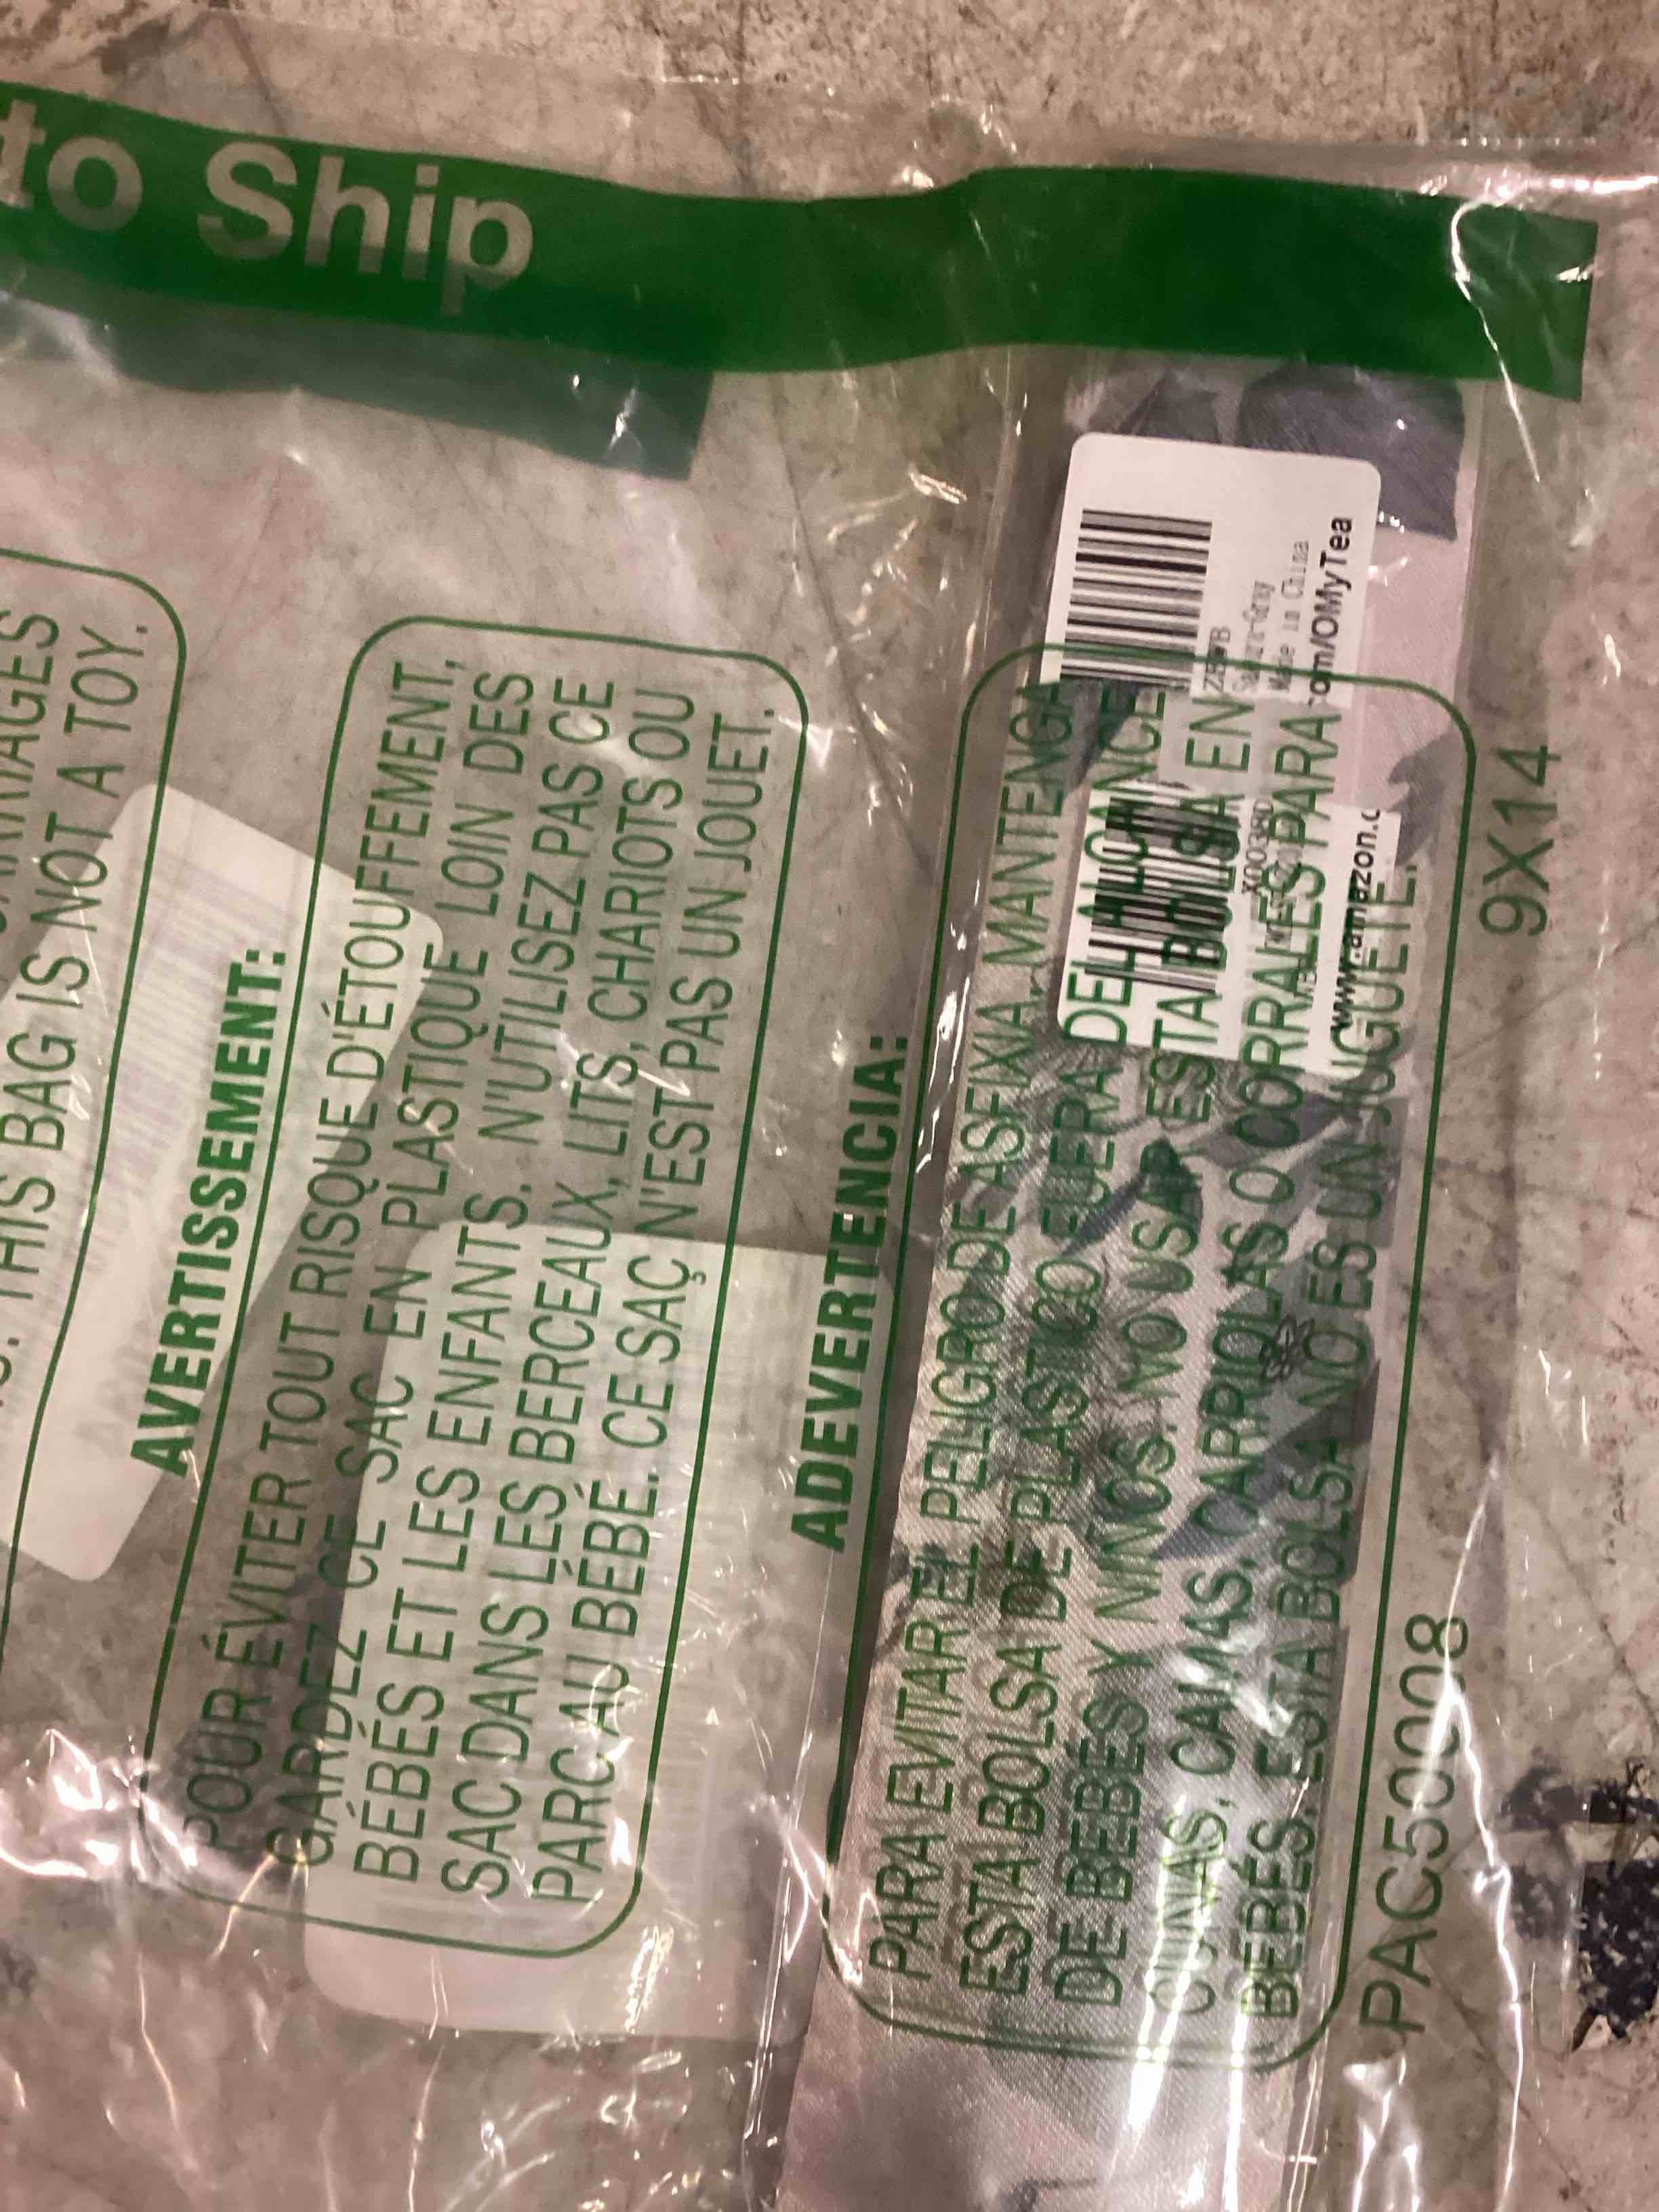 to Ship
RIAGES
THIS BAG IS NOT A TOY.
AVERTISSEMENT:
POUR ÉVITER TOUT RISQUE D'ÉTOUFFEMENT,
GARDEZ CE SAC EN PLASTIQUE LOIN DES
BÉBÉS ET LES ENFANTS. N'UTILISEZ PAS CE
SAC DANS LES BERCEAUX, LITS, CHARIOTS OU
PARC AU BÉBÉ. CE SAÇ N'EST PAS UN JOUET.
ADEVERTENCIA:
PARA EVITAR EL PELIGRO DE ASFIXIA, MANTENGA
ESTA BOLSA DE PLASTICO FUERA DEL ALCANCE
DE BEBÉS Y NIÑOS. NO USAR ESTA BOLSA EN
CUNAS, CAMAS, CARRIOLAS O CORRALES PARA
BEBÉS. ESTA BOLSA NO ES UN JUGUETE.
PAC50008 9X14
Made in China
www.amazon.c
om/OMyTea